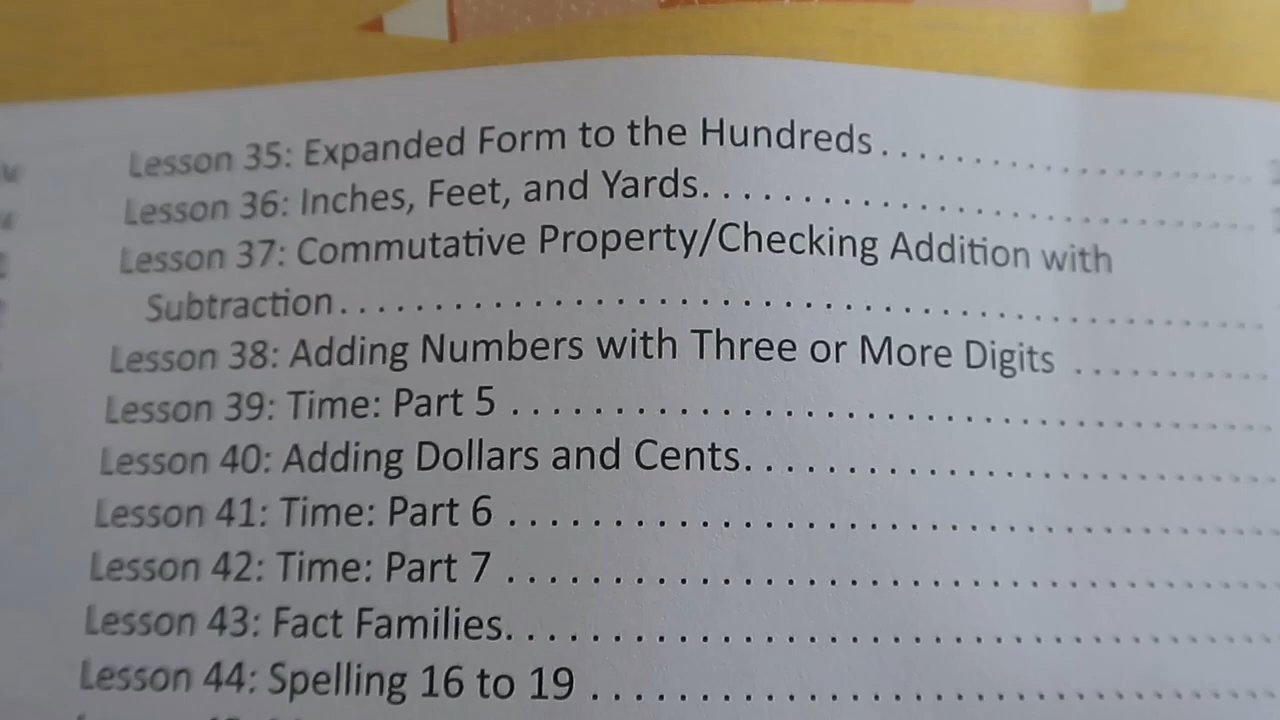 Lesson 35: Expanded Form to the Hundreds . . . . . . . . . . . . . . . . . . . . .
Lesson 36: Inches, Feet, and Yards. . . . . . . . . . . . . . . . . . . . . . . . . . . . .
Lesson 37: Commutative Property/Checking Addition with
Subtraction . . . . . . . . . . . . . . . . . . . . . . . . . . . . . . . . . . . . . . . . . . .
Lesson 38: Adding Numbers with Three or More Digits . . . . . . . . . .
Lesson 39: Time: Part 5 . . . . . . . . . . . . . . . . . . . . . . . . . . . . . . . . . . .
Lesson 40: Adding Dollars and Cents. . . . . . . . . . . . . . . . . . . . . . . . .
Lesson 41: Time: Part 6 . . . . . . . . . . . . . . . . . . . . . . . . . . . . . . . . . . .
Lesson 42: Time: Part 7 . . . . . . . . . . . . . . . . . . . . . . . . . . . . . . . . . . .
Lesson 43: Fact Families. . . . . . . . . . . . . . . . . . . . . . . . . . . . . . . . . . .
Lesson 44: Spelling 16 to 19 . . . . . . . . . . . . . . . . . . . . . . . . . . . . . . .